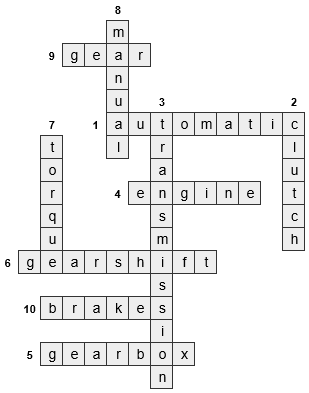 8
m
9 gear
n
u 3 2
7 1 automatic
t l r l
o a u
r 4 engine t
q s c
u m h
6 gearshift
s
10 brakes
i
5 gearbox
n